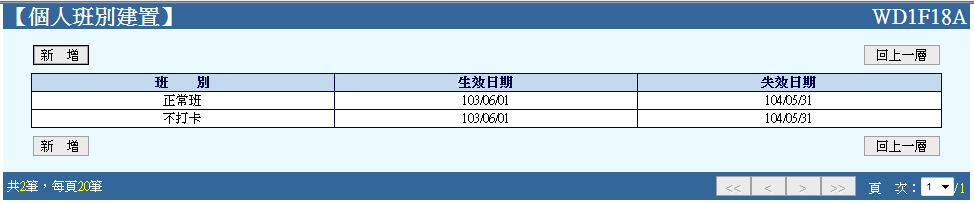 【個人班別建置】 WD1F18A
新 增 回上一層
班 別 生效日期 失效日期
正常班 103/06/01 104/05/31
不打卡 103/06/01 104/05/31
新 增 回上一層
共2筆，每頁20筆 << < > >> 頁 次：1 /1